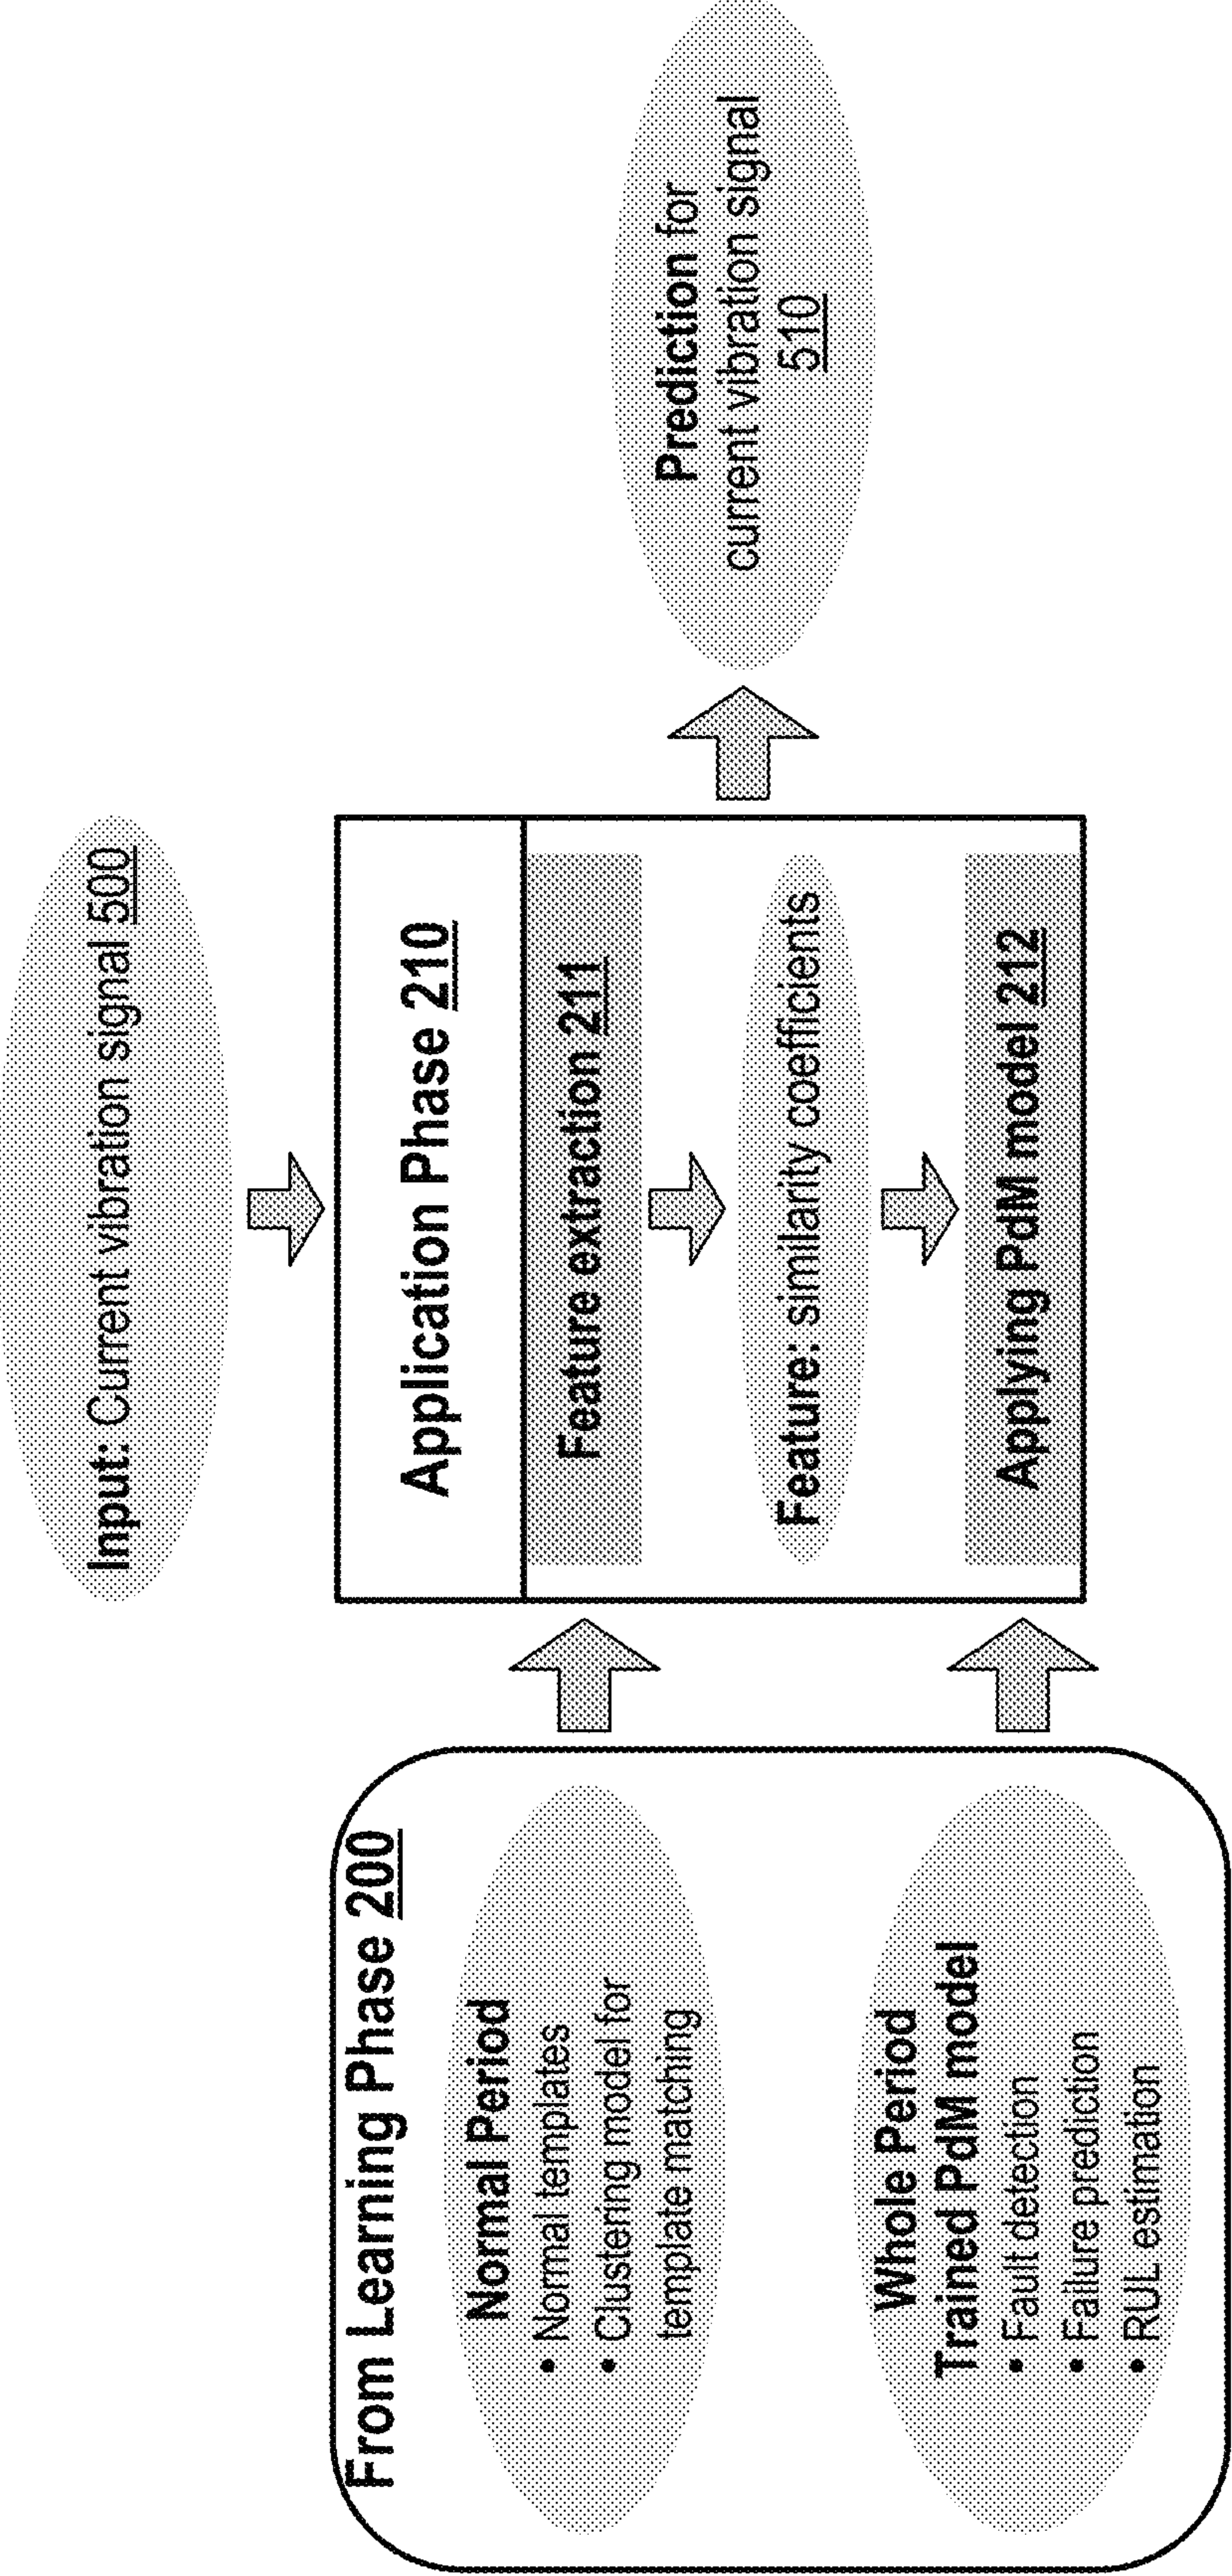 Input: Current vibration signal 500
From Learning Phase 200
Normal Period
• Normal templates
• Clustering model for
template matching
Whole Period
Trained PdM model
• Fault detection
• Failure prediction
• RUL estimation
Application Phase 210
Feature extraction 211
Feature: similarity coefficients
Applying PdM model 212
Prediction for
current vibration signal
510